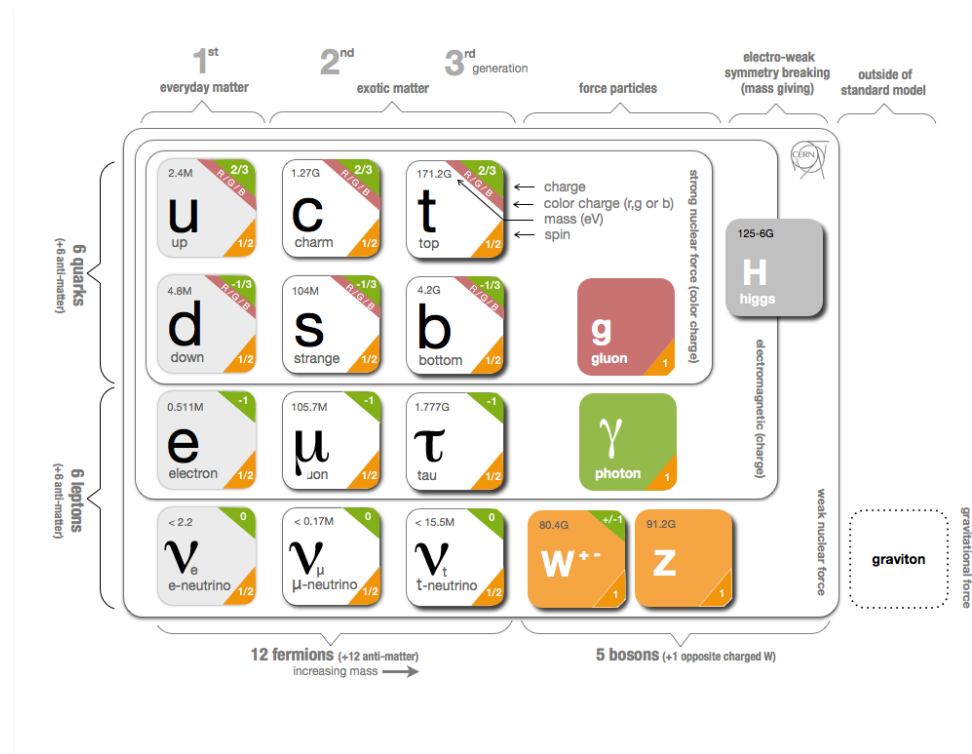 1st
everyday matter
2nd
exotic matter
3rd generation
force particles
electro-weak
symmetry breaking
(mass giving)
outside of
standard model
CERN
6 quarks
(+6 anti-matter)
2.4M
2/3
R/G/B
u
up
1/2
1.27G
2/3
R/G/B
c
charm
1/2
171.2G
2/3
R/G/B
t
top
1/2
charge
color charge (r,g or b)
mass (eV)
spin
strong nuclear force (color charge)
125-6G
H
higgs
4.8M
-1/3
R/G/B
d
down
1/2
104M
-1/3
R/G/B
s
strange
1/2
4.2G
-1/3
R/G/B
b
bottom
1/2
g
gluon
1
electromagnetic (charge)
6 leptons
(+6 anti-matter)
0.511M
-1
e
electron
1/2
105.7M
-1
μ
μon
1/2
1.777G
-1
τ
tau
1/2
γ
photon
1
weak nuclear force
< 2.2
0
νe
e-neutrino
1/2
< 0.17M
0
νμ
μ-neutrino
1/2
< 15.5M
0
νt
t-neutrino
1/2
80.4G
+/-1
W+-
1
91.2G
Z
1
graviton
gravitational force
12 fermions (+12 anti-matter)
increasing mass
5 bosons (+1 opposite charged W)